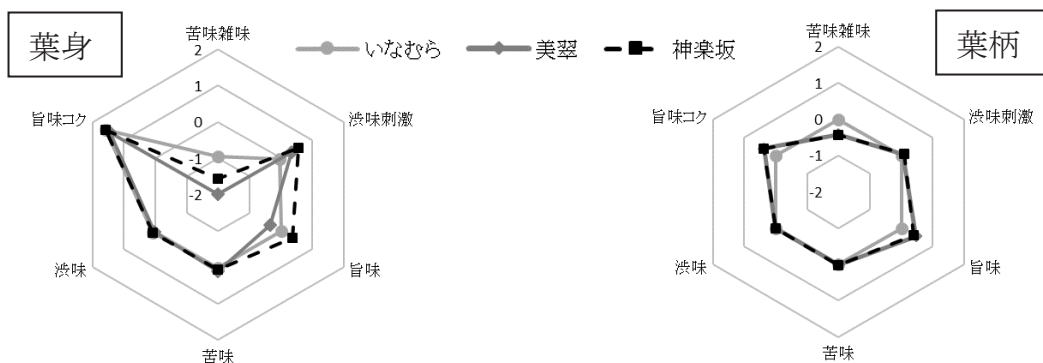 葉身
いなむら
美翠
神楽坂
葉柄
苦味雑味
2
1
0
-1
-2
渋味刺激
旨味
苦味
渋味
旨味コク
苦味雑味
2
1
0
-1
-2
渋味刺激
旨味
苦味
渋味
旨味コク